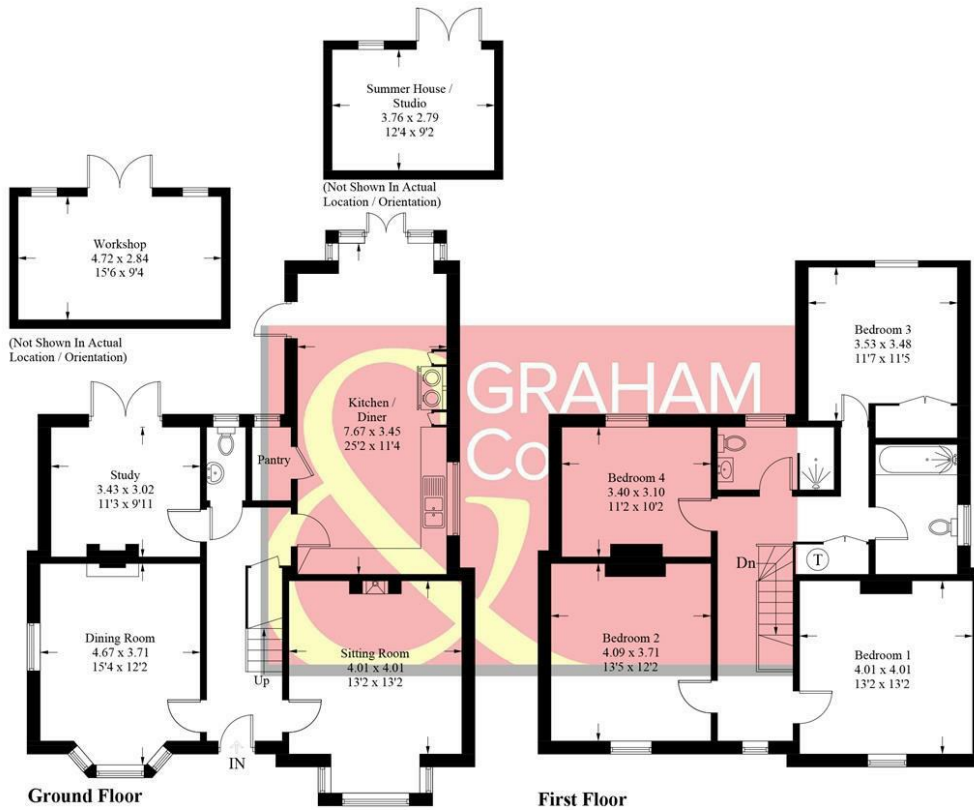 Summer House /
Studio
3.76 x 2.79
12'4 x 9'2
(Not Shown In Actual
Location / Orientation)
Workshop
4.72 x 2.84
15'6 x 9'4
(Not Shown In Actual
Location / Orientation)
Study
3.43 x 3.02
11'3 x 9'11
Pantry
Kitchen /
Diner
7.67 x 3.45
25'2 x 11'4
Dining Room
4.67 x 3.71
15'4 x 12'2
Sitting Room
4.01 x 4.01
13'2 x 13'2
Up
IN
Ground Floor
GRAHAM
Co
&
Bedroom 3
3.53 x 3.48
11'7 x 11'5
Bedroom 4
3.40 x 3.10
11'2 x 10'2
Dn
T
Bedroom 2
4.09 x 3.71
13'5 x 12'2
Bedroom 1
4.01 x 4.01
13'2 x 13'2
First Floor